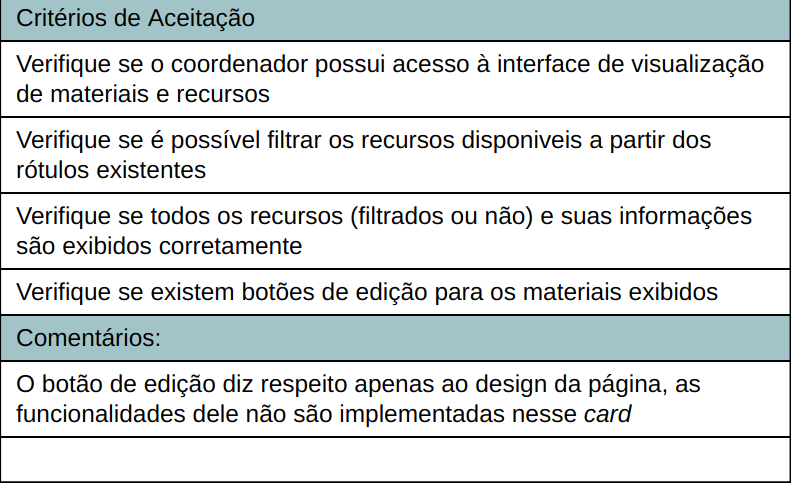 Critérios de Aceitação
Verifique se o coordenador possui acesso à interface de visualização
de materiais e recursos
Verifique se é possível filtrar os recursos disponiveis a partir dos
rótulos existentes
Verifique se todos os recursos (filtrados ou não) e suas informações
são exibidos corretamente
Verifique se existem botões de edição para os materiais exibidos
Comentários:
O botão de edição diz respeito apenas ao design da página, as
funcionalidades dele não são implementadas nesse card